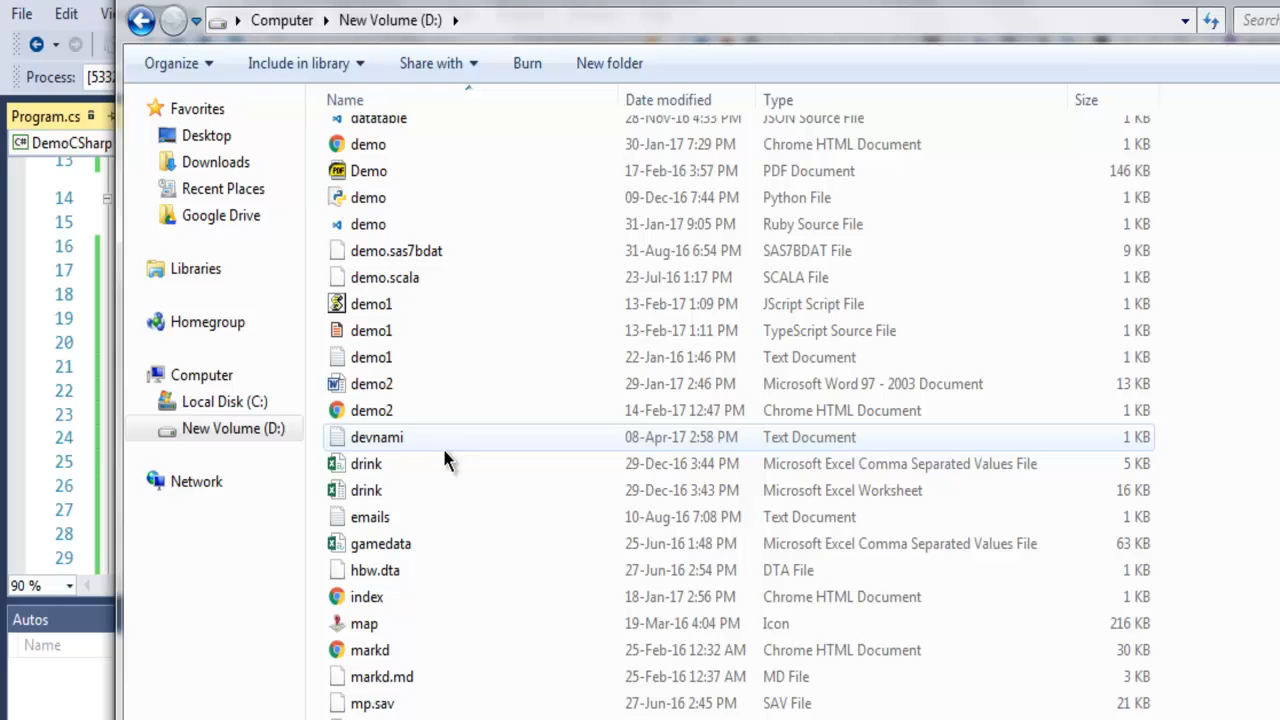 File Edit Vi
Process: [533
Program.cs
C# DemoCSharp
13
14
15
16
17
18
19
20
21
22
23
24
25
26
27
28
29
90 %
Autos
Name
Computer New Volume (D:) Search
Organize Include in library Share with Burn New folder
Favorites
Desktop
Downloads
Recent Places
Google Drive
Libraries
Homegroup
Computer
Local Disk (C:)
New Volume (D:)
Network
Name Date modified Type Size
datatable 28-Nov-16 4:33 PM JSON Source File 1 KB
demo 30-Jan-17 7:29 PM Chrome HTML Document 1 KB
Demo 17-Feb-16 3:57 PM PDF Document 146 KB
demo 09-Dec-16 7:44 PM Python File 1 KB
demo 31-Jan-17 9:05 PM Ruby Source File 1 KB
demo.sas7bdat 31-Aug-16 6:54 PM SAS7BDAT File 9 KB
demo.scala 23-Jul-16 1:17 PM SCALA File 1 KB
demo1 13-Feb-17 1:09 PM JScript Script File 1 KB
demo1 13-Feb-17 1:11 PM TypeScript Source File 1 KB
demo1 22-Jan-16 1:46 PM Text Document 1 KB
demo2 29-Jan-17 2:46 PM Microsoft Word 97 - 2003 Document 13 KB
demo2 14-Feb-17 12:47 PM Chrome HTML Document 1 KB
devnami 08-Apr-17 2:58 PM Text Document 1 KB
drink 29-Dec-16 3:44 PM Microsoft Excel Comma Separated Values File 5 KB
drink 29-Dec-16 3:43 PM Microsoft Excel Worksheet 16 KB
emails 10-Aug-16 7:08 PM Text Document 1 KB
gamedata 25-Jun-16 1:48 PM Microsoft Excel Comma Separated Values File 63 KB
hbw.dta 27-Jun-16 2:54 PM DTA File 1 KB
index 18-Jan-17 2:56 PM Chrome HTML Document 1 KB
map 19-Mar-16 4:04 PM Icon 216 KB
markd 25-Feb-16 12:32 AM Chrome HTML Document 30 KB
markd.md 25-Feb-16 12:37 AM MD File 3 KB
mp.sav 27-Jun-16 2:45 PM SAV File 21 KB